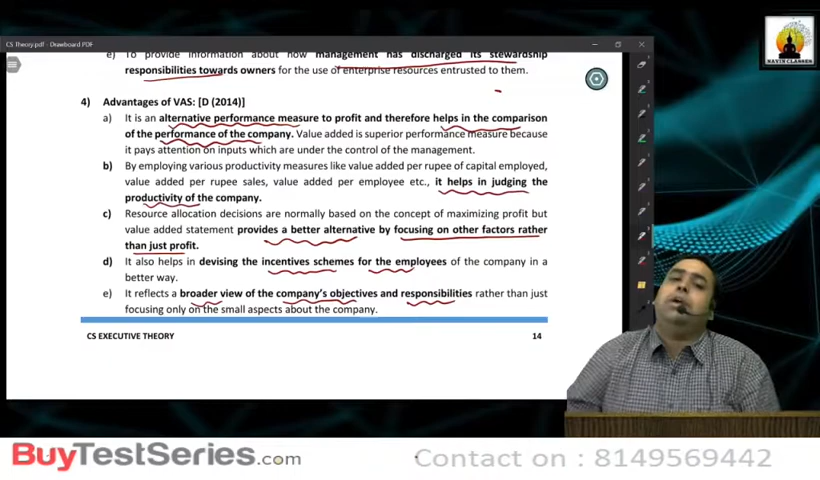 CS Theory.pdf - Drawboard PDF
e) To provide information about how management has discharged its stewardship
responsibilities towards owners for the use of enterprise resources entrusted to them.
4) Advantages of VAS: [D (2014)]
a) It is an alternative performance measure to profit and therefore helps in the comparison
of the performance of the company. Value added is superior performance measure because
it pays attention on inputs which are under the control of the management.
b) By employing various productivity measures like value added per rupee of capital employed,
value added per rupee sales, value added per employee etc., it helps in judging the
productivity of the company.
c) Resource allocation decisions are normally based on the concept of maximizing profit but
value added statement provides a better alternative by focusing on other factors rather
than just profit.
d) It also helps in devising the incentives schemes for the employees of the company in a
better way.
e) It reflects a broader view of the company's objectives and responsibilities rather than just
focusing only on the small aspects about the company.
CS EXECUTIVE THEORY 14
NAVIN CLASSES
BuyTestSeries.com
Contact on : 8149569442